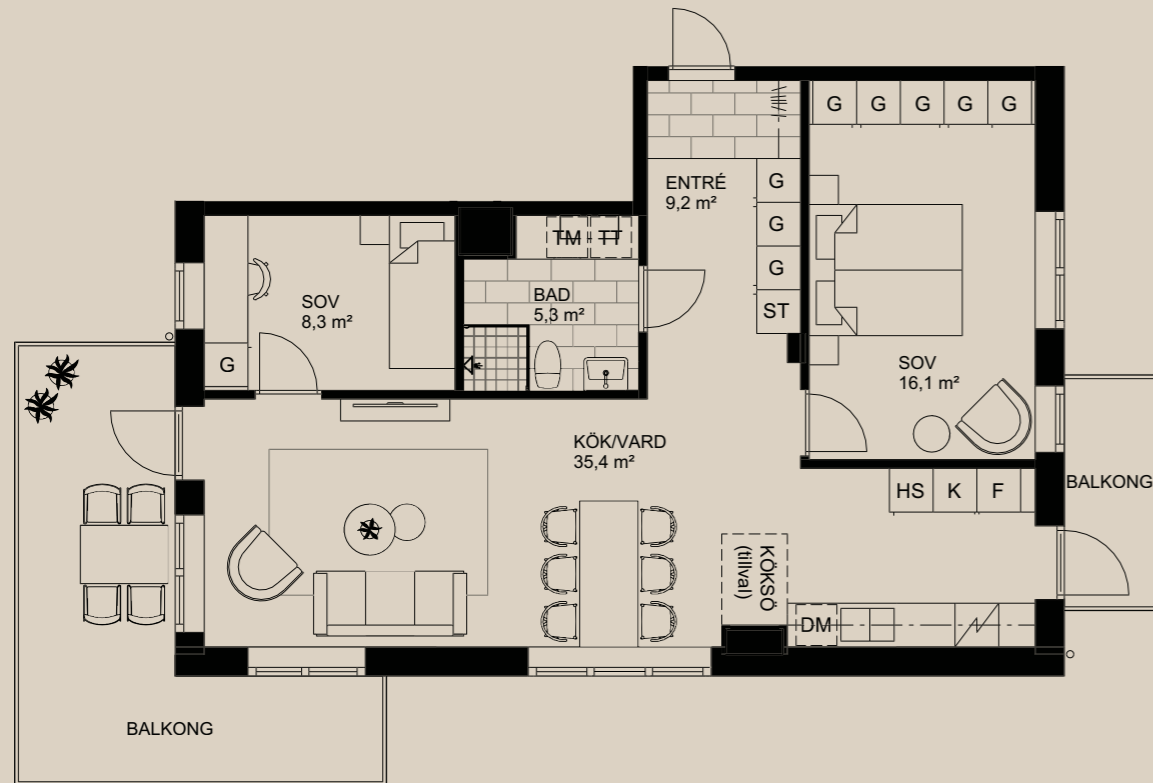 G G G G G
ENTRÉ
9,2 m²
G
G
G
ST
TM TT
BAD
5,3 m²
SOV
8,3 m²
G
SOV
16,1 m²
KÖK/VARD
35,4 m²
HS K F
BALKONG
KÖKSÖ
(tillval)
DM
BALKONG